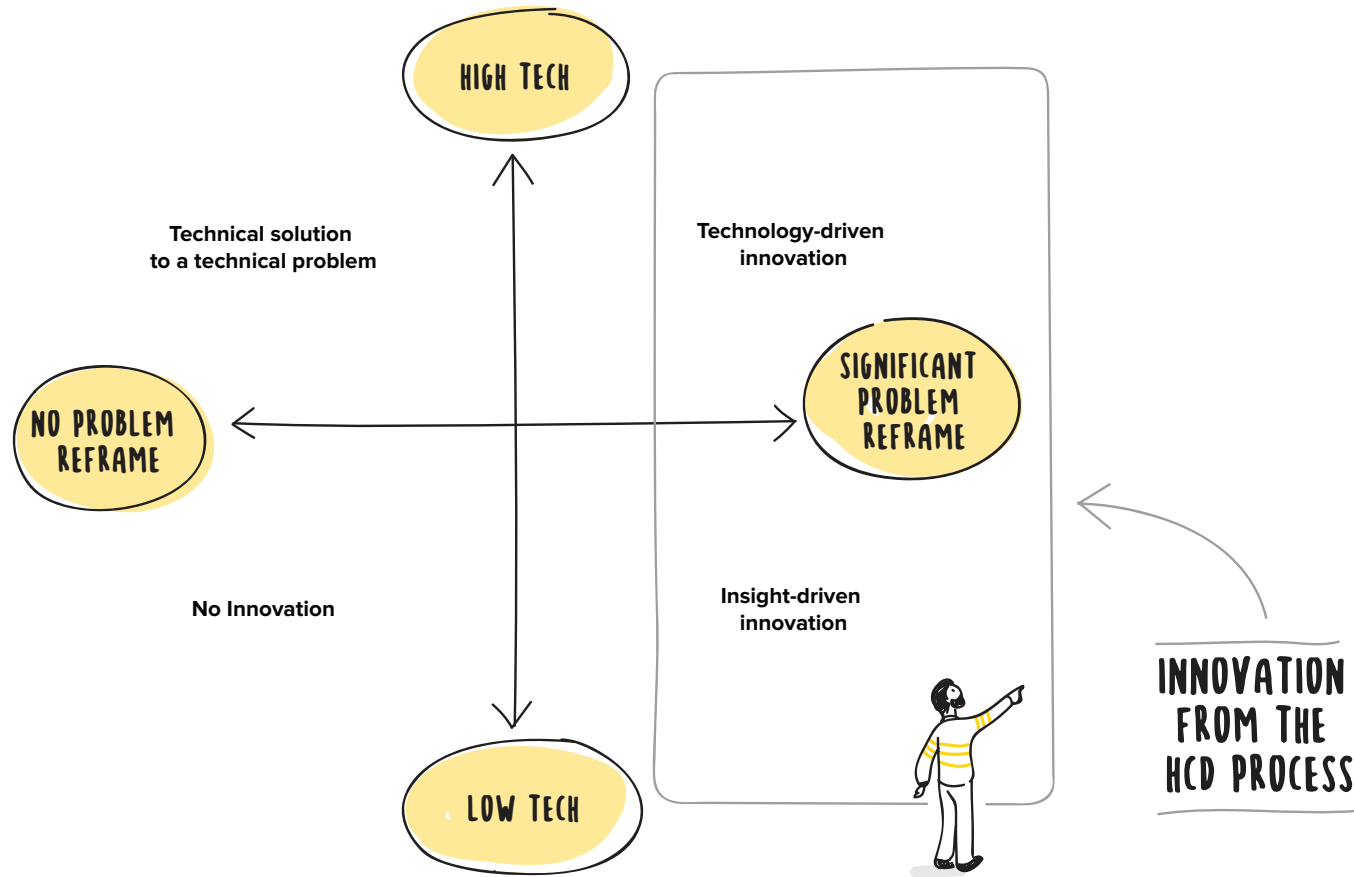 HIGH TECH
Technical solution
to a technical problem
Technology-driven
innovation
NO PROBLEM
REFRAME
SIGNIFICANT
PROBLEM
REFRAME
No Innovation
Insight-driven
innovation
INNOVATION
FROM THE
HCD PROCESS
LOW TECH